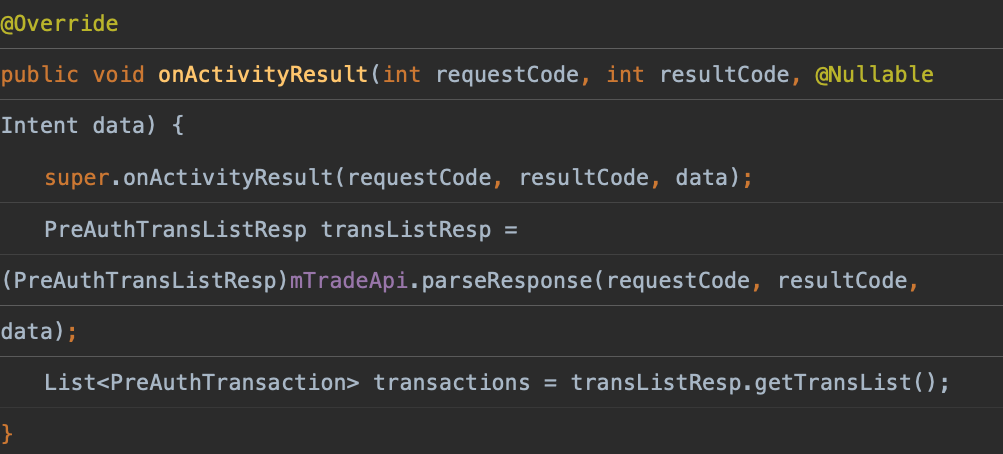 @Override
public void onActivityResult(int requestCode, int resultCode, @Nullable
Intent data) {
super.onActivityResult(requestCode, resultCode, data);
PreAuthTransListResp transListResp =
(PreAuthTransListResp)mTradeApi.parseResponse(requestCode, resultCode,
data);
List<PreAuthTransaction> transactions = transListResp.getTransList();
}